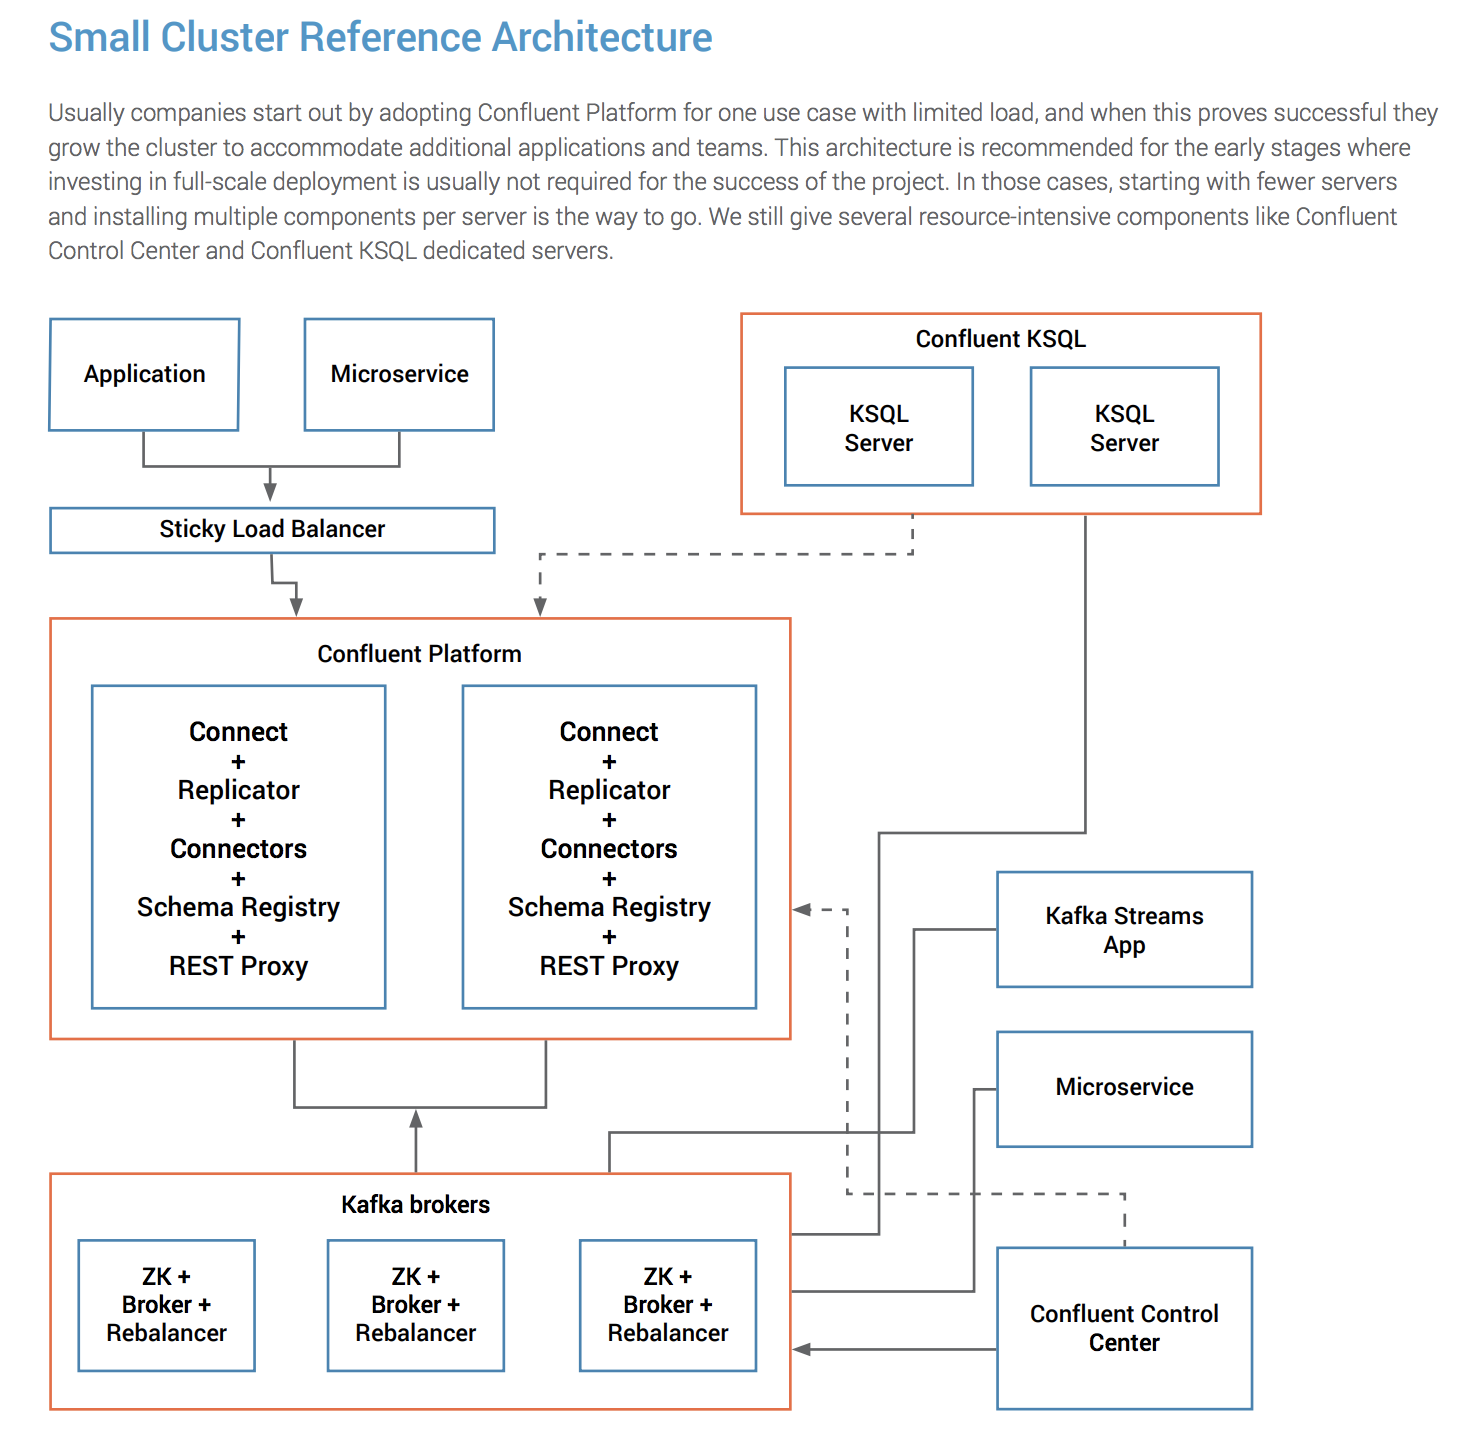 Small Cluster Reference Architecture
Usually companies start out by adopting Confluent Platform for one use case with limited load, and when this proves successful they
grow the cluster to accommodate additional applications and teams. This architecture is recommended for the early stages where
investing in full-scale deployment is usually not required for the success of the project. In those cases, starting with fewer servers
and installing multiple components per server is the way to go. We still give several resource-intensive components like Confluent
Control Center and Confluent KSQL dedicated servers.
Application
Microservice
Confluent KSQL
KSQL
Server
KSQL
Server
Sticky Load Balancer
Confluent Platform
Connect
+
Replicator
+
Connectors
+
Schema Registry
+
REST Proxy
Connect
+
Replicator
+
Connectors
+
Schema Registry
+
REST Proxy
Kafka Streams
App
Microservice
Kafka brokers
ZK +
Broker +
Rebalancer
ZK +
Broker +
Rebalancer
ZK +
Broker +
Rebalancer
Confluent Control
Center